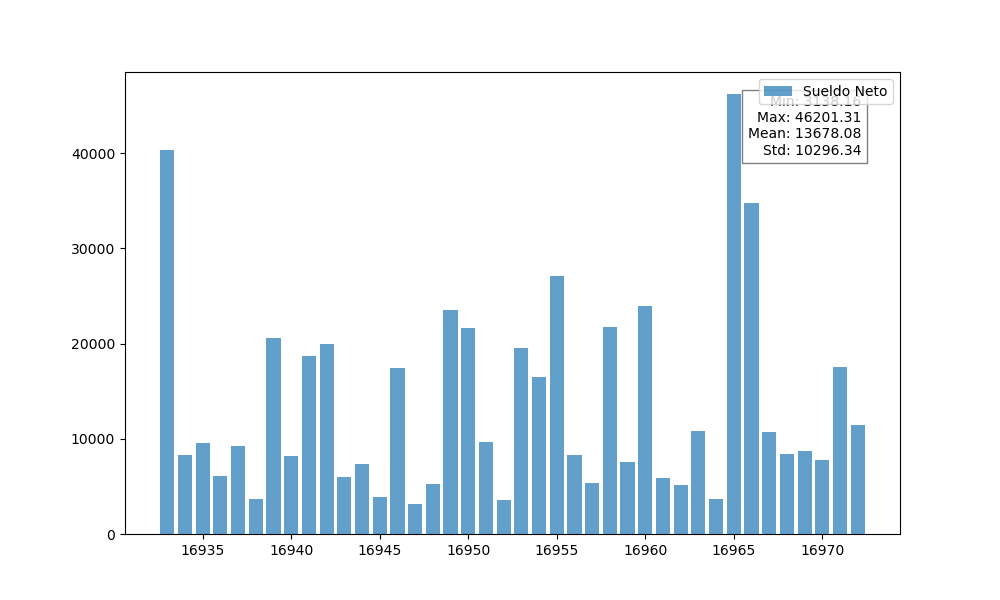 Sueldo Neto
Min: 3138.16
Max: 46201.31
Mean: 13678.08
Std: 10296.34
40000
30000
20000
10000
0
16935 16940 16945 16950 16955 16960 16965 16970